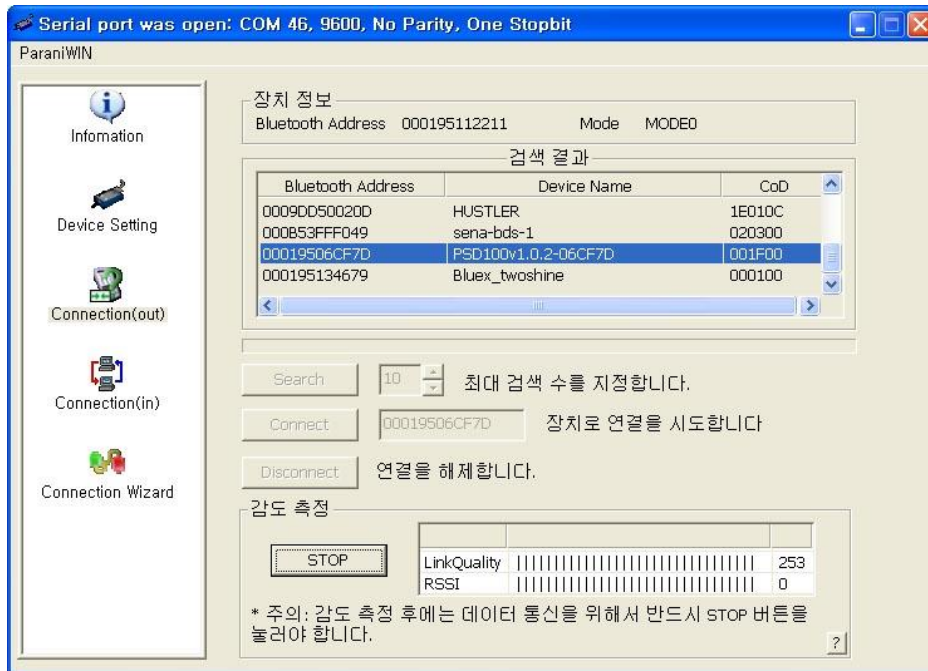 Serial port was open: COM 46, 9600, No Parity, One Stopbit
ParaniWIN
Infomation
Device Setting
Connection(out)
Connection(in)
Connection Wizard
장치 정보
Bluetooth Address 000195112211 Mode MODE0
검색 결과
Bluetooth Address Device Name CoD
0009DD50020D HUSTLER 1E010C
000B53FFF049 sena-bds-1 020300
00019506CF7D PSD100v1.0.2-06CF7D 001F00
000195134679 Bluex_twoshine 000100
Search 10 최대 검색 수를 지정합니다.
Connect 00019506CF7D 장치로 연결을 시도합니다
Disconnect 연결을 해제합니다.
감도 측정
STOP
LinkQuality |||||||||||||||||||||||||||||| 253
RSSI |||||||||||||||||||||||||||||| 0
* 주의: 감도 측정 후에는 데이터 통신을 위해서 반드시 STOP 버튼을
눌러야 합니다.
?